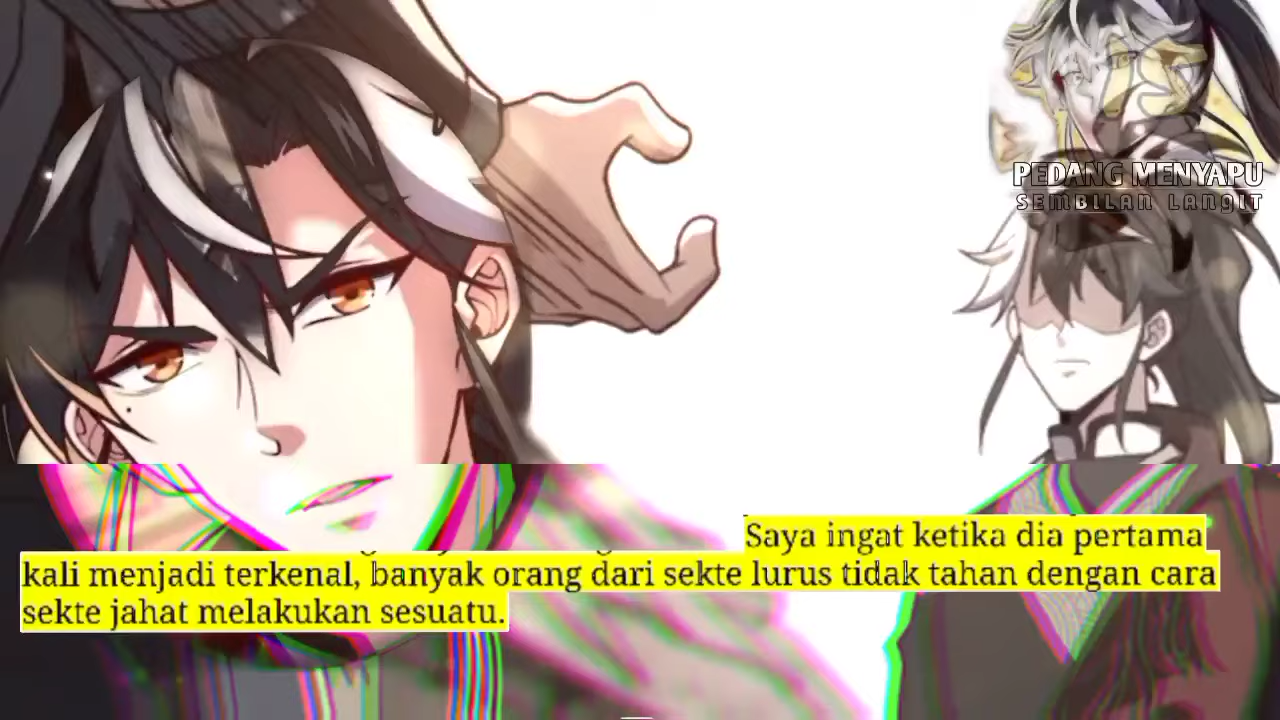 PEDANG MENYAPU
SEMBILAN LANGIT
Saya ingat ketika dia pertama
kali menjadi terkenal, banyak orang dari sekte lurus tidak tahan dengan cara
sekte jahat melakukan sesuatu.